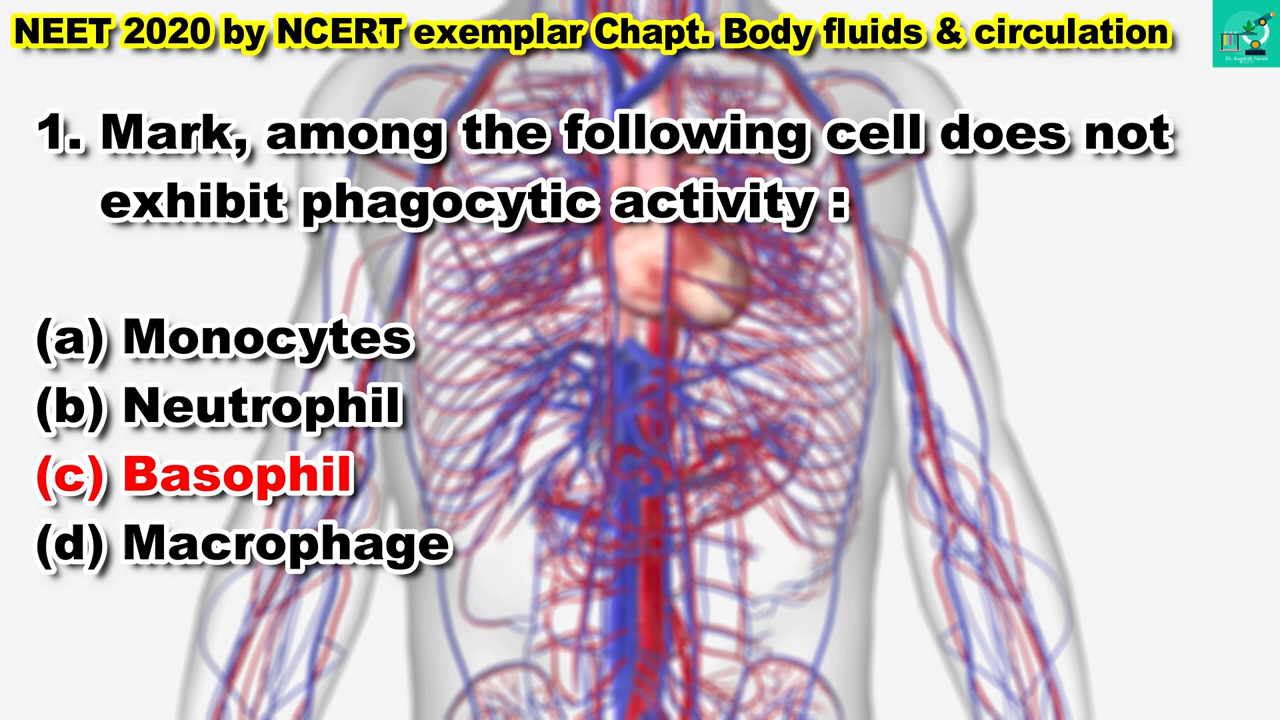 NEET 2020 by NCERT exemplar Chapt. Body fluids & circulation
1. Mark, among the following cell does not
exhibit phagocytic activity :
(a) Monocytes
(b) Neutrophil
(c) Basophil
(d) Macrophage